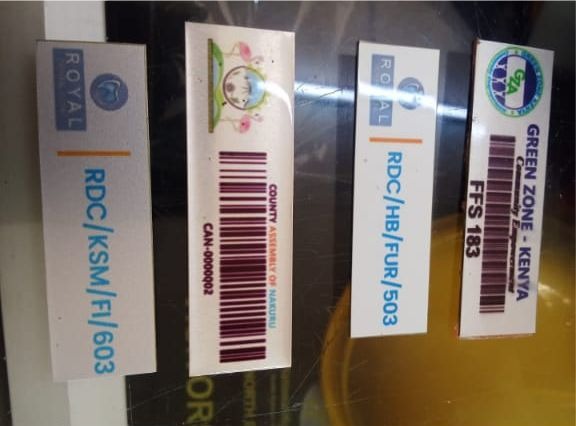 ROYAL
RDC/KSM/FI/603
COUNTY ASSEMBLY OF NAKURU
CAN-0000002
ROYAL
RDC/HB/FUR/503
GREEN ZONE - KENYA
Community Empowerment
FFS 183
GZA